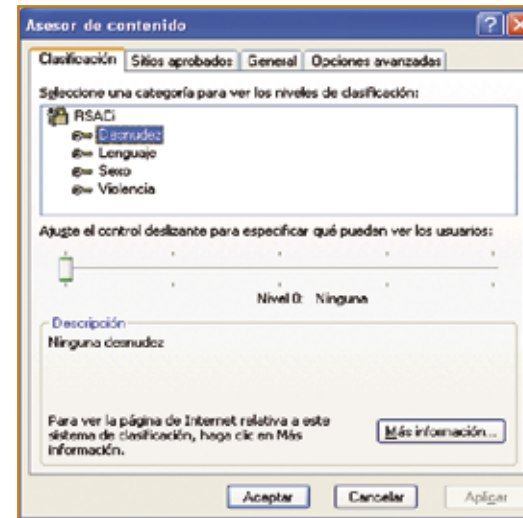 Asesor de contenido
Clasificación Sitios aprobados General Opciones avanzadas
Seleccione una categoría para ver los niveles de clasificación:
RSACi
Desnudez
Lenguaje
Sexo
Violencia
Ajuste el control deslizante para especificar qué pueden ver los usuarios:
Nivel 0: Ninguna
Descripción
Ninguna desnudez
Para ver la página de Internet relativa a este
sistema de clasificación, haga clic en Más
información.
Más información...
Aceptar Cancelar Aplicar